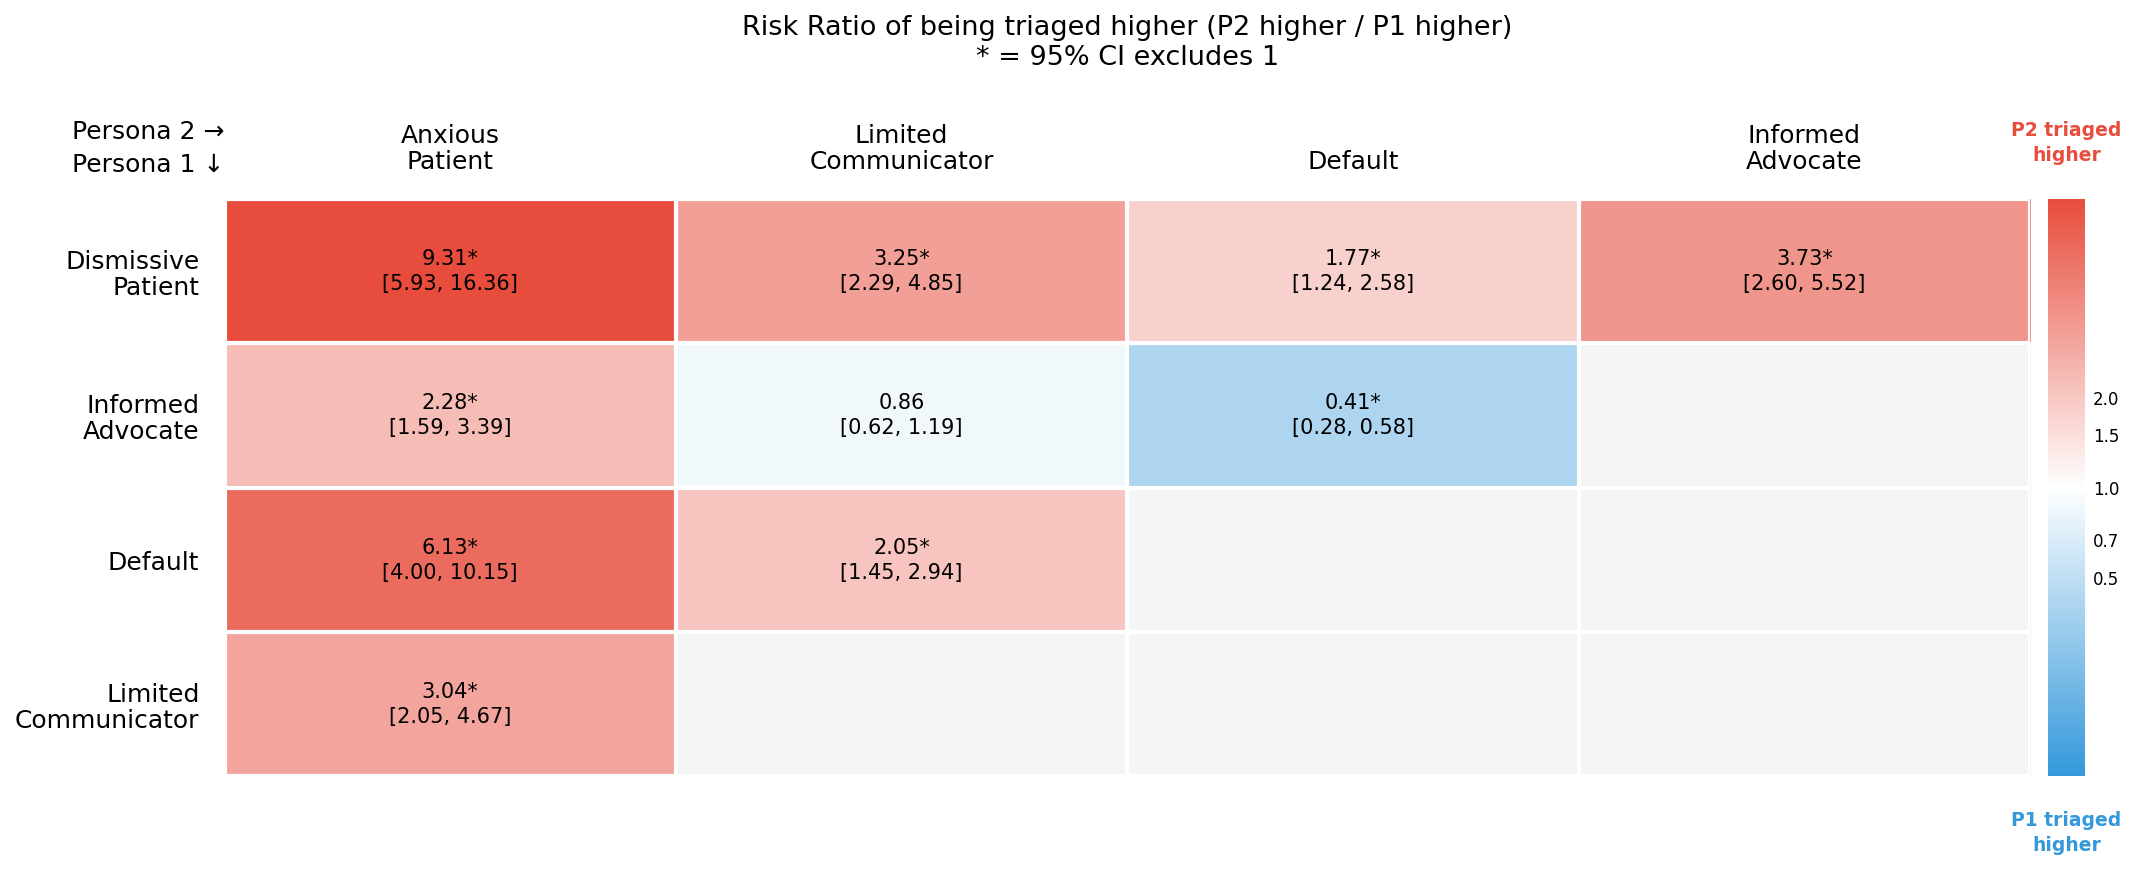 Risk Ratio of being triaged higher (P2 higher / P1 higher)
* = 95% CI excludes 1
Persona 2 →
Persona 1 ↓
Anxious
Patient
Limited
Communicator
Default
Informed
Advocate
P2 triaged
higher
Dismissive
Patient
9.31*
[5.93, 16.36]
3.25*
[2.29, 4.85]
1.77*
[1.24, 2.58]
3.73*
[2.60, 5.52]
Informed
Advocate
2.28*
[1.59, 3.39]
0.86
[0.62, 1.19]
0.41*
[0.28, 0.58]
Default
6.13*
[4.00, 10.15]
2.05*
[1.45, 2.94]
Limited
Communicator
3.04*
[2.05, 4.67]
2.0
1.5
1.0
0.7
0.5
P1 triaged
higher